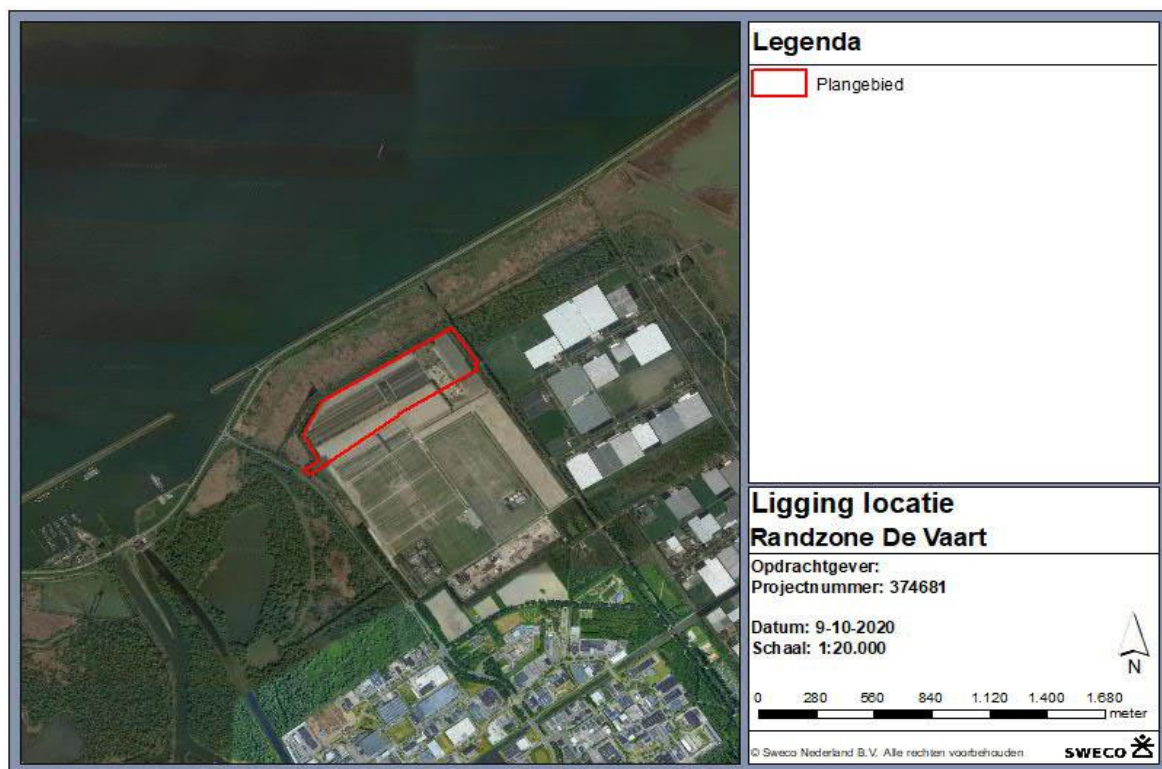 Legenda
Plangebied
Ligging locatie
Randzone De Vaart
Opdrachtgever:
Projectnummer: 374681
Datum: 9-10-2020
Schaal: 1:20.000
N
0 280 560 840 1.120 1.400 1.680
meter
© Sweco Nederland B.V. Alle rechten voorbehouden
SWECO